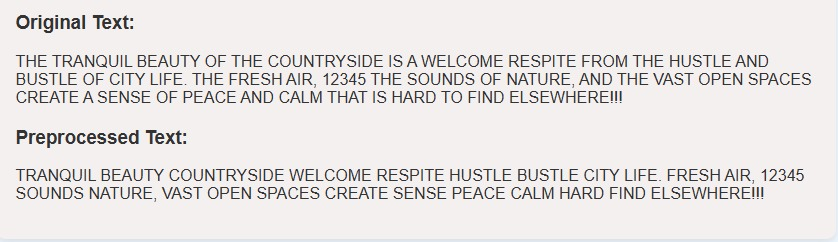 Original Text:
THE TRANQUIL BEAUTY OF THE COUNTRYSIDE IS A WELCOME RESPITE FROM THE HUSTLE AND
BUSTLE OF CITY LIFE. THE FRESH AIR, 12345 THE SOUNDS OF NATURE, AND THE VAST OPEN SPACES
CREATE A SENSE OF PEACE AND CALM THAT IS HARD TO FIND ELSEWHERE!!!
Preprocessed Text:
TRANQUIL BEAUTY COUNTRYSIDE WELCOME RESPITE HUSTLE BUSTLE CITY LIFE. FRESH AIR, 12345
SOUNDS NATURE, VAST OPEN SPACES CREATE SENSE PEACE CALM HARD FIND ELSEWHERE!!!